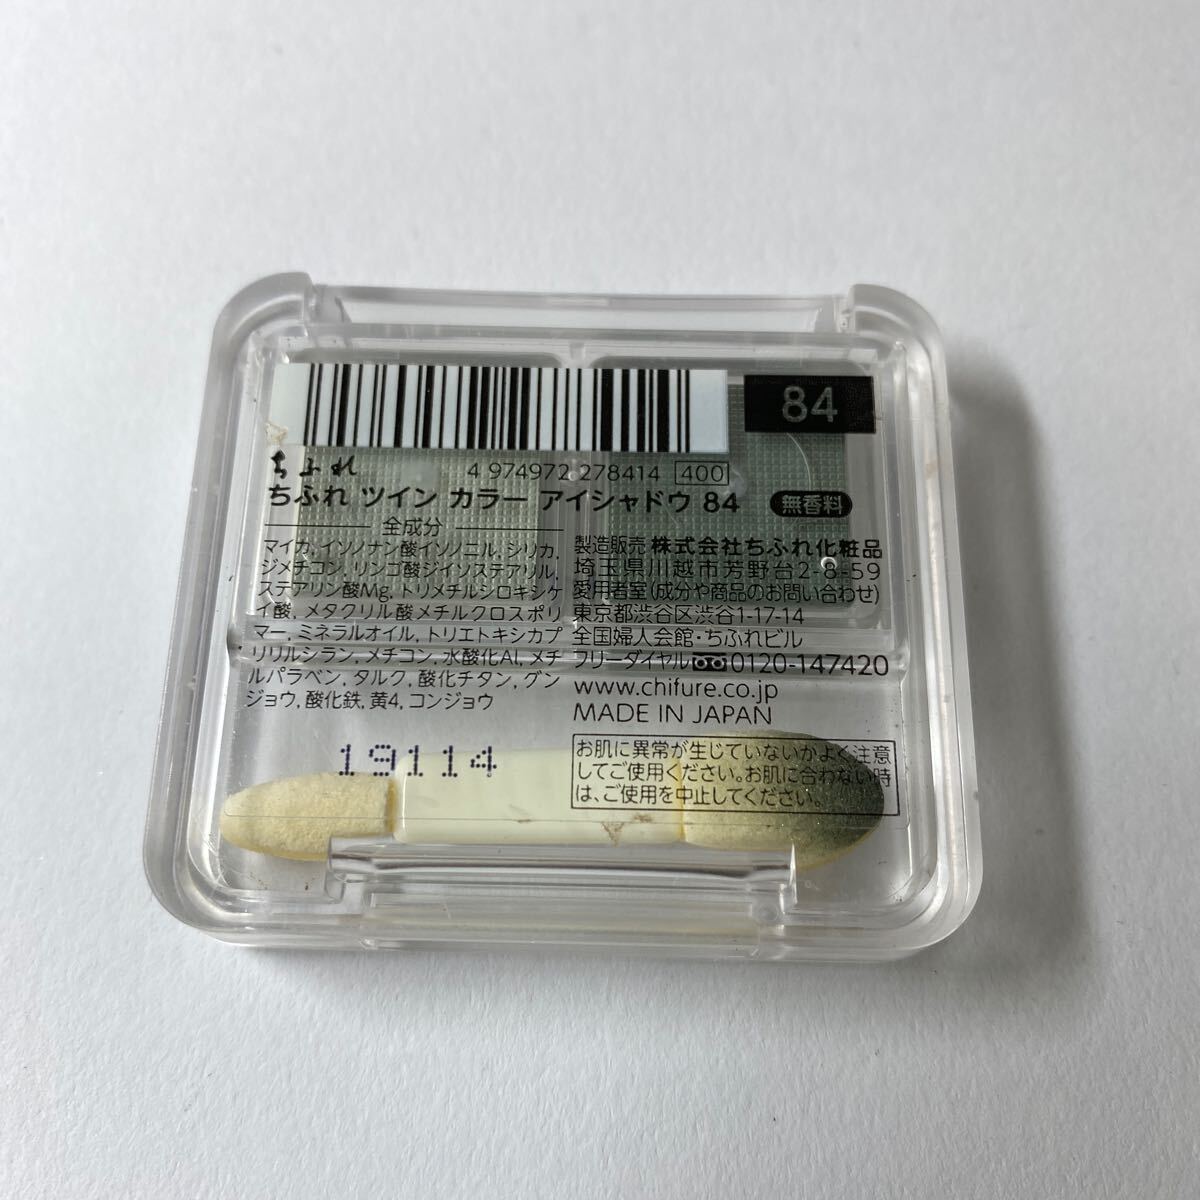 84
ちふれ
4 974972 278414 400
ちふれ ツイン カラー アイシャドウ 84 無香料
全成分
マイカ, イソノナン酸イソノニル, シリカ,
ジメチコン, リンゴ酸ジイソステアリル,
ステアリン酸Mg, トリメチルシロキシケ
イ酸, メタクリル酸メチルクロスポリ
マー, ミネラルオイル, トリエトキシカプ
リリルシラン, メチコン, 水酸化Al, メチ
ルパラベン, タルク, 酸化チタン, グン
ジョウ, 酸化鉄, 黄4, コンジョウ
製造販売 株式会社ちふれ化粧品
埼玉県川越市芳野台2-8-59
愛用者室(成分や商品のお問い合わせ)
東京都渋谷区渋谷1-17-14
全国婦人会館・ちふれビル
フリーダイヤル 0120-147420
www.chifure.co.jp
MADE IN JAPAN
お肌に異常が生じていないかよく注意
してご使用ください。お肌に合わない時
は、ご使用を中止してください。
19114